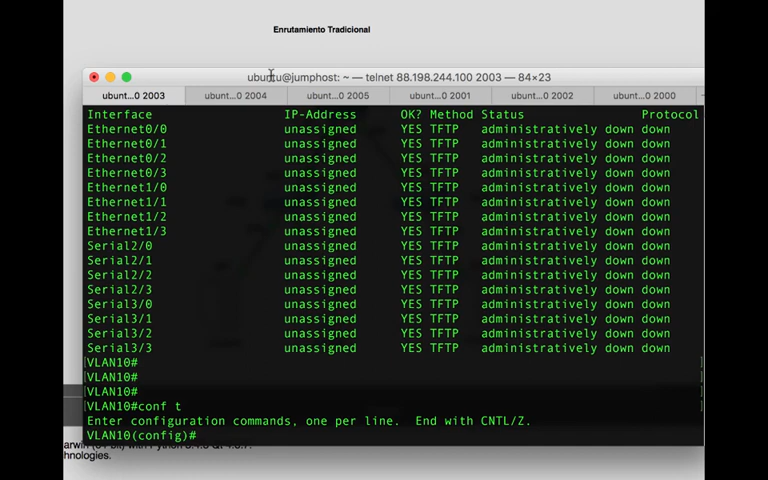 Enrutamiento Tradicional
ubuntu@jumphost: ~ — telnet 88.198.244.100 2003 — 84×23
ubunt...0 2003 ubunt...0 2004 ubunt...0 2005 ubunt...0 2001 ubunt...0 2002 ubunt...0 2000
Interface IP-Address OK? Method Status Protocol
Ethernet0/0 unassigned YES TFTP administratively down down
Ethernet0/1 unassigned YES TFTP administratively down down
Ethernet0/2 unassigned YES TFTP administratively down down
Ethernet0/3 unassigned YES TFTP administratively down down
Ethernet1/0 unassigned YES TFTP administratively down down
Ethernet1/1 unassigned YES TFTP administratively down down
Ethernet1/2 unassigned YES TFTP administratively down down
Ethernet1/3 unassigned YES TFTP administratively down down
Serial2/0 unassigned YES TFTP administratively down down
Serial2/1 unassigned YES TFTP administratively down down
Serial2/2 unassigned YES TFTP administratively down down
Serial2/3 unassigned YES TFTP administratively down down
Serial3/0 unassigned YES TFTP administratively down down
Serial3/1 unassigned YES TFTP administratively down down
Serial3/2 unassigned YES TFTP administratively down down
Serial3/3 unassigned YES TFTP administratively down down
VLAN10#
VLAN10#
VLAN10#
VLAN10#conf t
Enter configuration commands, one per line. End with CNTL/Z.
VLAN10(config)#
hnologies.